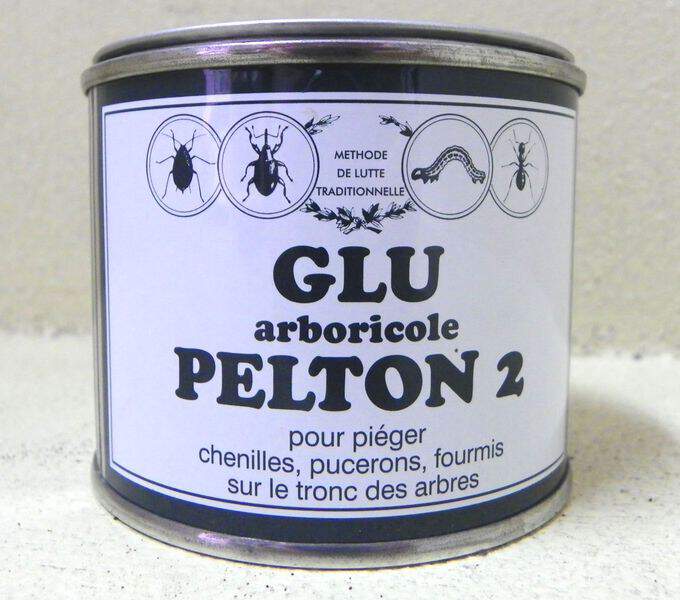 METHODE
DE LUTTE
TRADITIONNELLE
GLU
arboricole
PELTON 2
pour piéger
chenilles, pucerons, fourmis
sur le tronc des arbres